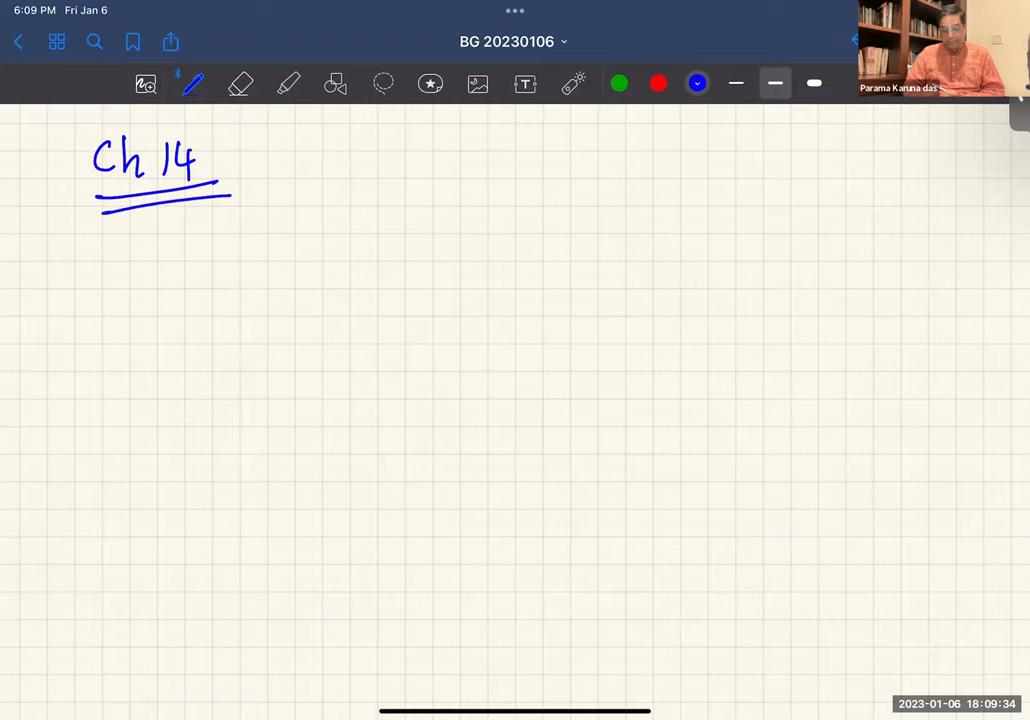 6:09 PM Fri Jan 6
BG 20230106
Parama Karuna das
Ch 14
2023-01-06 18:09:34